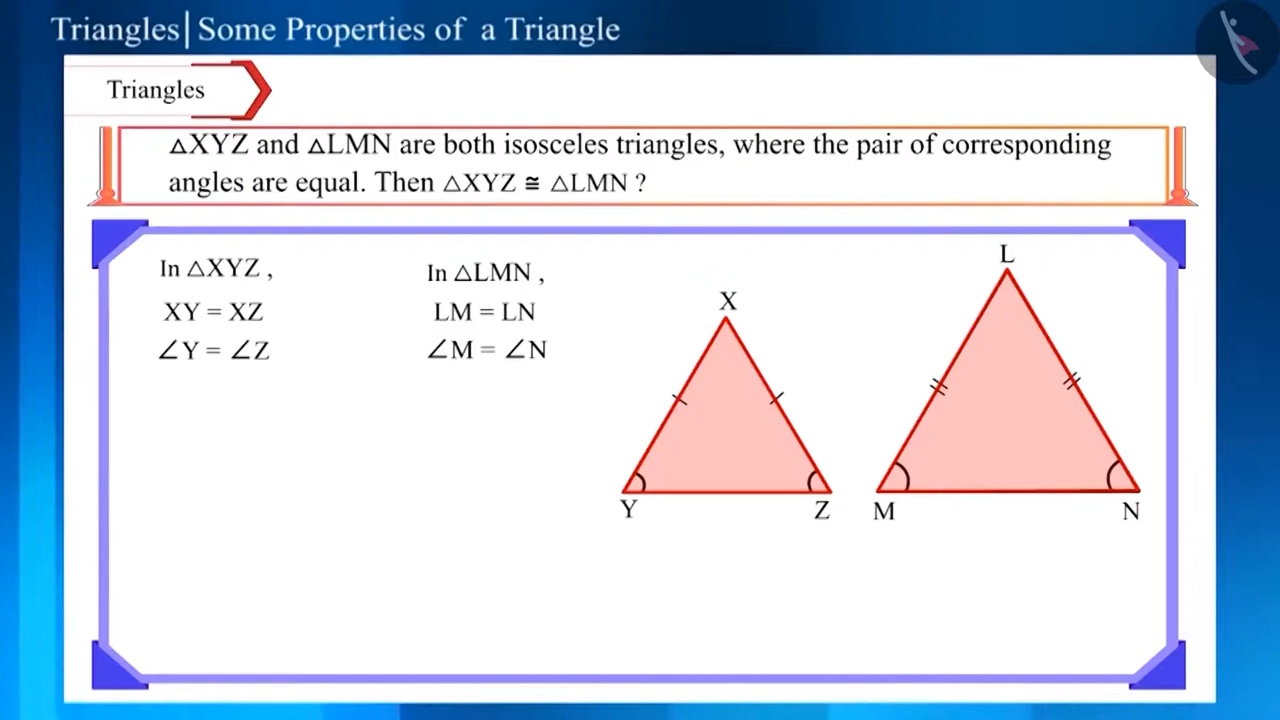 Triangles|Some Properties of a Triangle
Triangles
△XYZ and △LMN are both isosceles triangles, where the pair of corresponding
angles are equal. Then △XYZ ≅ △LMN ?
In △XYZ ,
XY = XZ
∠Y = ∠Z
In △LMN ,
LM = LN
∠M = ∠N
X
Y
Z
L
M
N